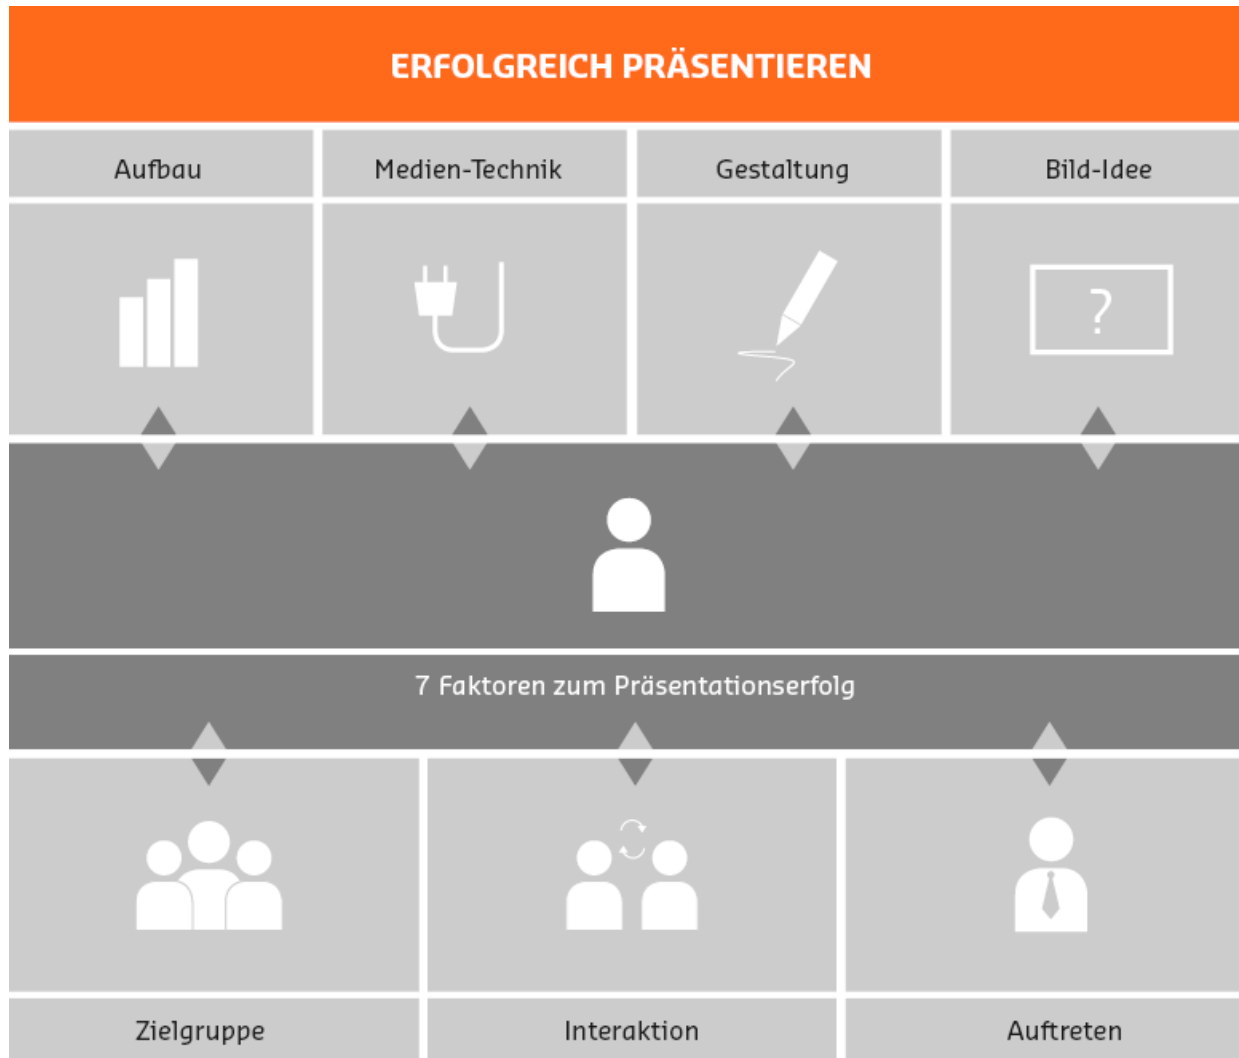 ERFOLGREICH PRÄSENTIEREN
Aufbau
Medien-Technik
Gestaltung
Bild-Idee
?
7 Faktoren zum Präsentationserfolg
Zielgruppe
Interaktion
Auftreten